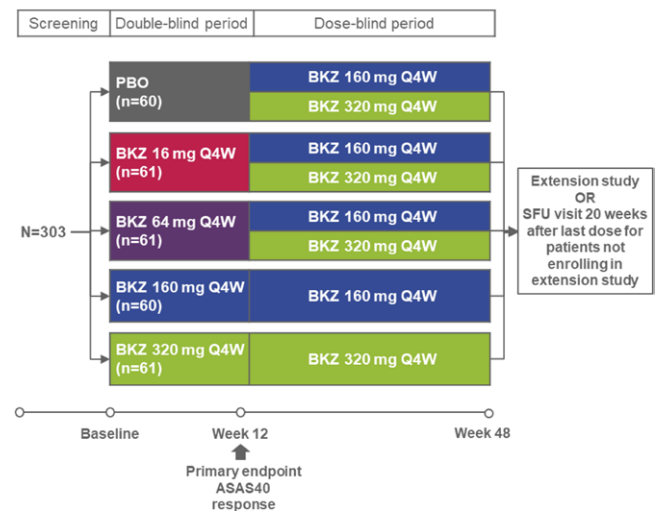 Screening
Double-blind period
Dose-blind period
PBO
(n=60)
BKZ 160 mg Q4W
BKZ 320 mg Q4W
BKZ 16 mg Q4W
(n=61)
BKZ 160 mg Q4W
BKZ 320 mg Q4W
N=303
BKZ 64 mg Q4W
(n=61)
BKZ 160 mg Q4W
BKZ 320 mg Q4W
BKZ 160 mg Q4W
(n=60)
BKZ 160 mg Q4W
BKZ 320 mg Q4W
(n=61)
BKZ 320 mg Q4W
Extension study
OR
SFU visit 20 weeks
after last dose for
patients not
enrolling in
extension study
Baseline
Week 12
Week 48
Primary endpoint
ASAS40
response